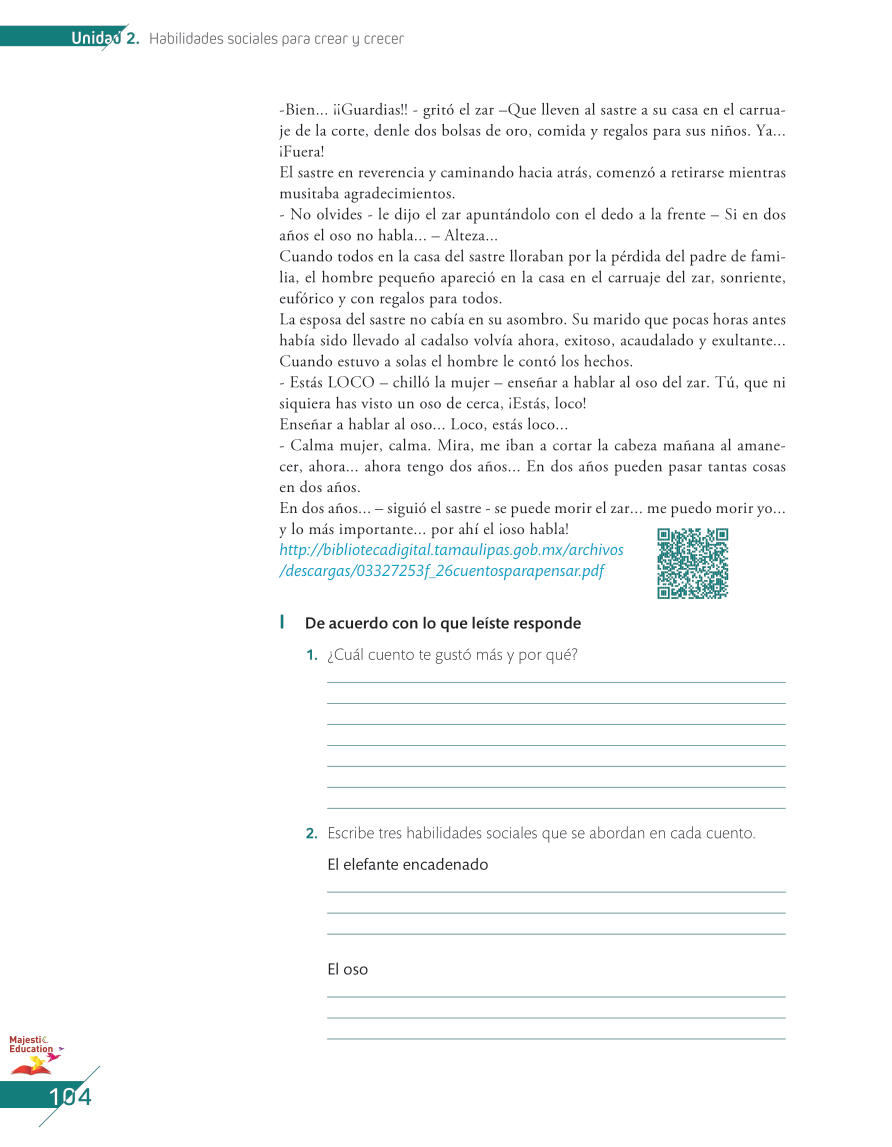 Unidad 2. Habilidades sociales para crear y crecer
-Bien... ¡¡Guardias!! - gritó el zar –Que lleven al sastre a su casa en el carrua-
je de la corte, denle dos bolsas de oro, comida y regalos para sus niños. Ya...
¡Fuera!
El sastre en reverencia y caminando hacia atrás, comenzó a retirarse mientras
musitaba agradecimientos.
- No olvides - le dijo el zar apuntándolo con el dedo a la frente – Si en dos
años el oso no habla... – Alteza...
Cuando todos en la casa del sastre lloraban por la pérdida del padre de fami-
lia, el hombre pequeño apareció en la casa en el carruaje del zar, sonriente,
eufórico y con regalos para todos.
La esposa del sastre no cabía en su asombro. Su marido que pocas horas antes
había sido llevado al cadalso volvía ahora, exitoso, acaudalado y exultante...
Cuando estuvo a solas el hombre le contó los hechos.
- Estás LOCO – chilló la mujer – enseñar a hablar al oso del zar. Tú, que ni
siquiera has visto un oso de cerca, ¡Estás, loco!
Enseñar a hablar al oso... Loco, estás loco...
- Calma mujer, calma. Mira, me iban a cortar la cabeza mañana al amane-
cer, ahora... ahora tengo dos años... En dos años pueden pasar tantas cosas
en dos años.
En dos años... – siguió el sastre - se puede morir el zar... me puedo morir yo...
y lo más importante... por ahí el ¡oso habla!
http://bibliotecadigital.tamaulipas.gob.mx/archivos
/descargas/03327253f_26cuentosparapensar.pdf
I De acuerdo con lo que leíste responde
1. ¿Cuál cuento te gustó más y por qué?
2. Escribe tres habilidades sociales que se abordan en cada cuento.
El elefante encadenado
El oso
Majestic
Education
104